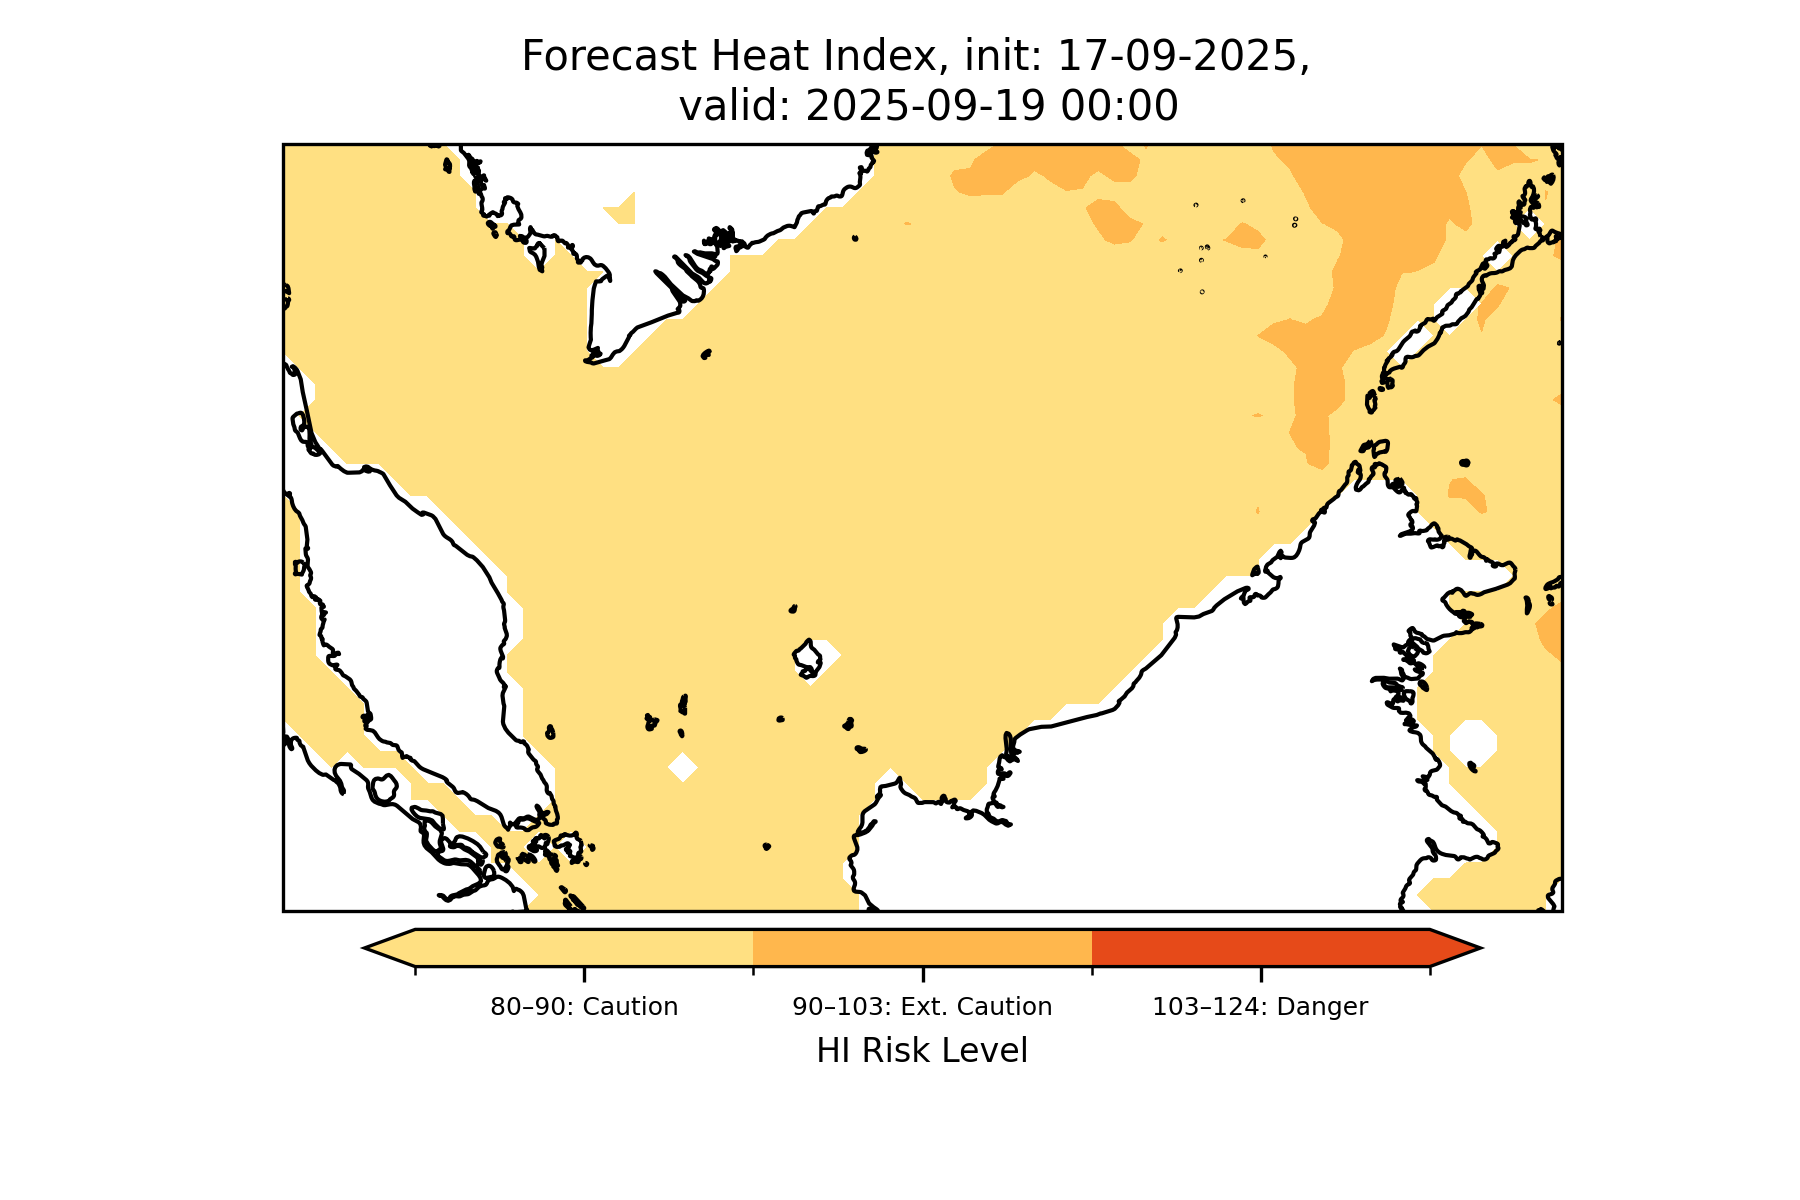 Forecast Heat Index, init: 17-09-2025,
valid: 2025-09-19 00:00
80–90: Caution
90–103: Ext. Caution
103–124: Danger
HI Risk Level